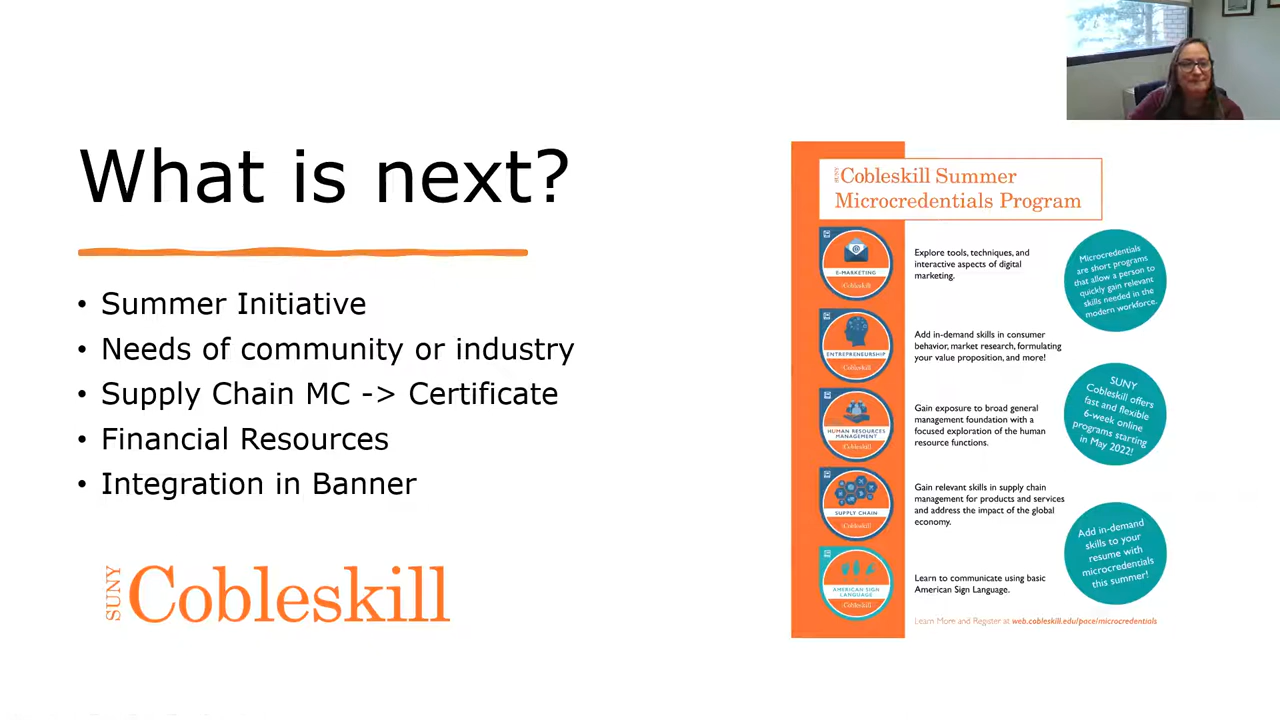 What is next?
• Summer Initiative
• Needs of community or industry
• Supply Chain MC -> Certificate
• Financial Resources
• Integration in Banner
SUNY Cobleskill
SUNY Cobleskill Summer
Microcredentials Program
E-MARKETING
Cobleskill
Explore tools, techniques, and
interactive aspects of digital
marketing.
Microcredentials
are short programs
that allow a person to
quickly gain relevant
skills needed in the
modern workforce.
ENTREPRENEURSHIP
Cobleskill
Add in-demand skills in consumer
behavior, market research, formulating
your value proposition, and more!
SUNY
Cobleskill offers
fast and flexible
6-week online
programs starting
in May 2022!
HUMAN RESOURCES
MANAGEMENT
Cobleskill
Gain exposure to broad general
management foundation with a
focused exploration of the human
resource functions.
SUPPLY CHAIN
Cobleskill
Gain relevant skills in supply chain
management for products and services
and address the impact of the global
economy.
Add in-demand
skills to your
resume with
microcredentials
this summer!
AMERICAN SIGN
LANGUAGE
Cobleskill
Learn to communicate using basic
American Sign Language.
Learn More and Register at web.cobleskill.edu/pace/microcredentials